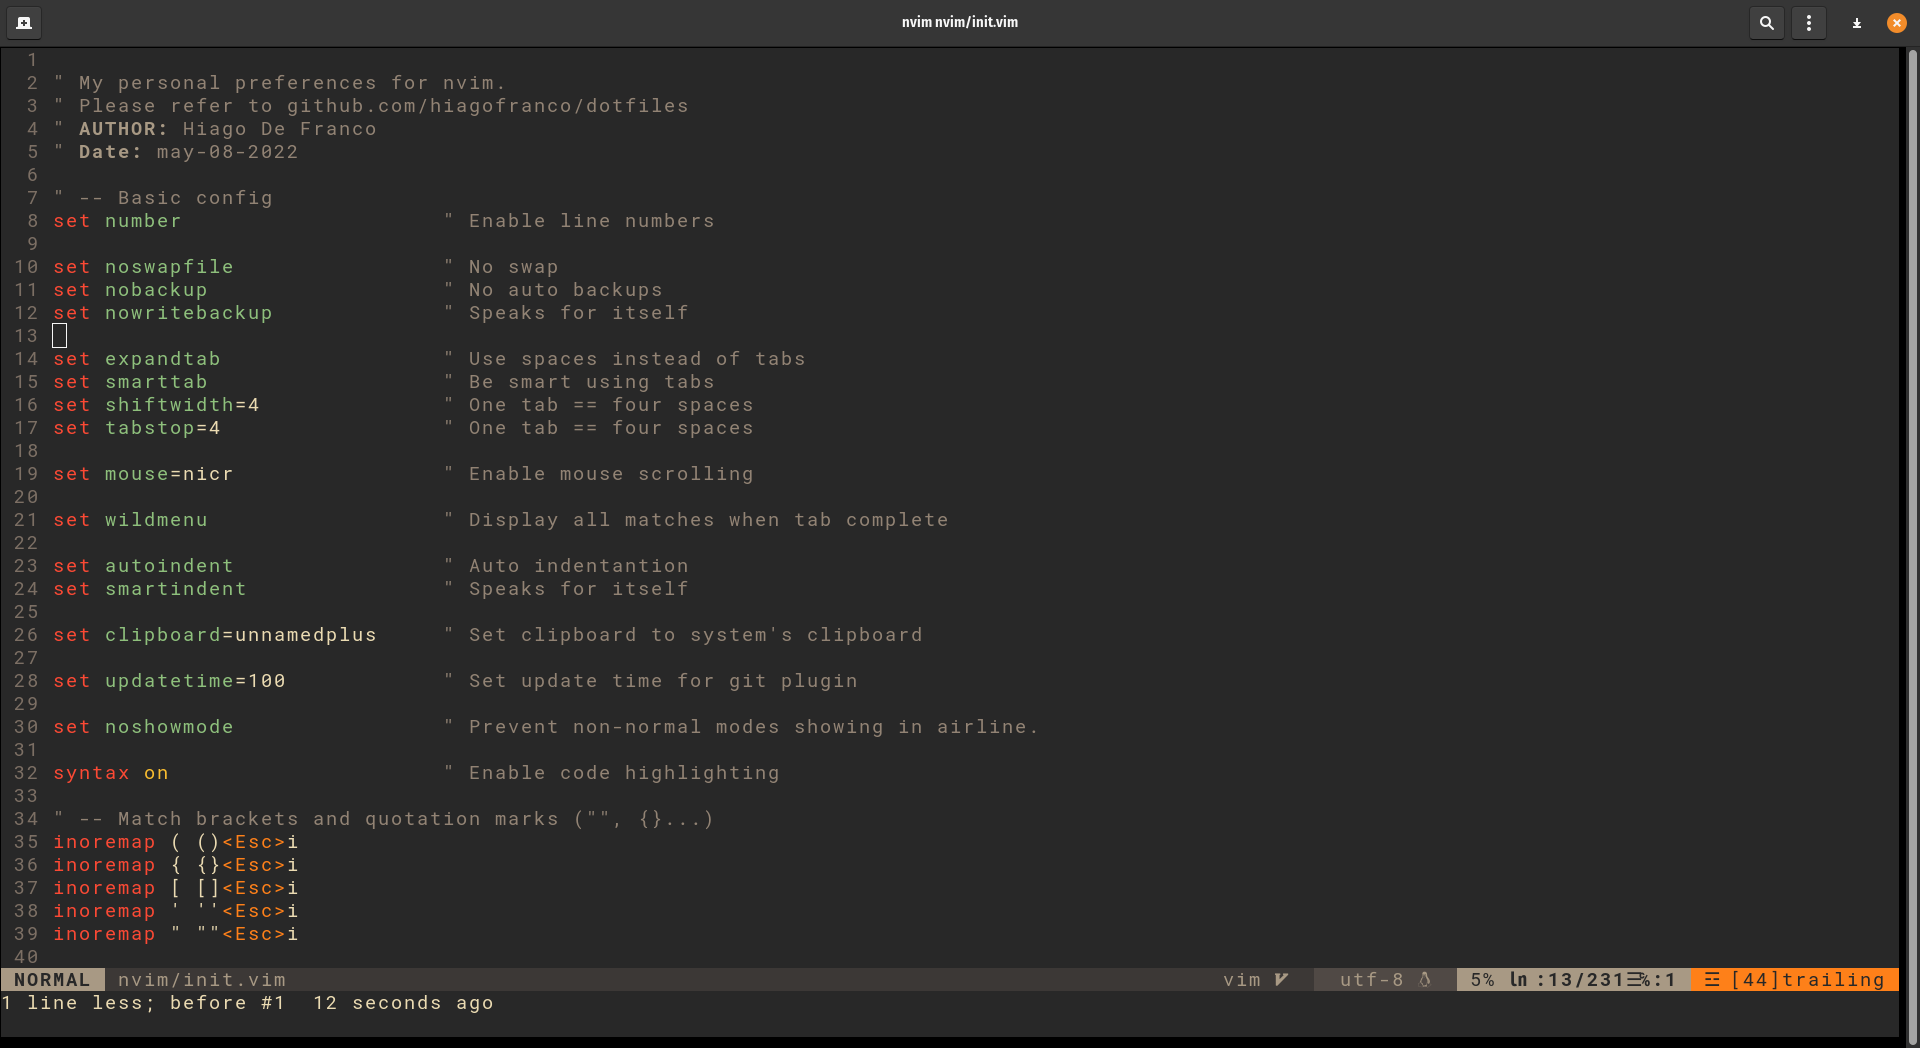 nvim nvim/init.vim
1
2 " My personal preferences for nvim.
3 " Please refer to github.com/hiagofranco/dotfiles
4 " AUTHOR: Hiago De Franco
5 " Date: may-08-2022
6
7 " -- Basic config
8 set number " Enable line numbers
9
10 set noswapfile " No swap
11 set nobackup " No auto backups
12 set nowritebackup " Speaks for itself
13
14 set expandtab " Use spaces instead of tabs
15 set smarttab " Be smart using tabs
16 set shiftwidth=4 " One tab == four spaces
17 set tabstop=4 " One tab == four spaces
18
19 set mouse=nicr " Enable mouse scrolling
20
21 set wildmenu " Display all matches when tab complete
22
23 set autoindent " Auto indentantion
24 set smartindent " Speaks for itself
25
26 set clipboard=unnamedplus " Set clipboard to system's clipboard
27
28 set updatetime=100 " Set update time for git plugin
29
30 set noshowmode " Prevent non-normal modes showing in airline.
31
32 syntax on " Enable code highlighting
33
34 " -- Match brackets and quotation marks ("", {}...)
35 inoremap ( ()<Esc>i
36 inoremap { {}<Esc>i
37 inoremap [ []<Esc>i
38 inoremap ' ''<Esc>i
39 inoremap " ""<Esc>i
40
NORMAL nvim/init.vim vim utf-8 5% ln :13/231☰%:1 ☲ [44]trailing
1 line less; before #1  12 seconds ago